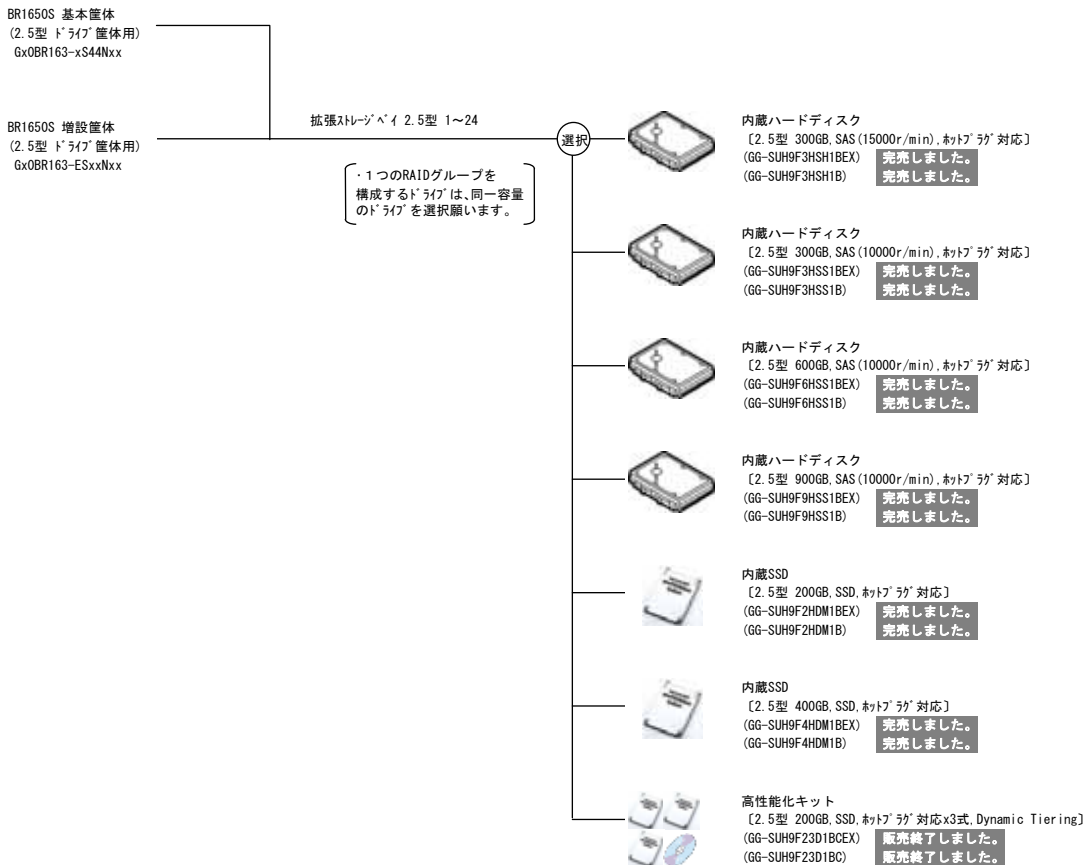 BR1650S 基本筐体
(2.5型 ﾄﾞﾗｲﾌﾞ筐体用)
GxOBR163-xS44Nxx
BR1650S 増設筐体
(2.5型 ﾄﾞﾗｲﾌﾞ筐体用)
GxOBR163-ESxxNxx
拡張ｽﾄﾚｰｼﾞﾍﾞｲ 2.5型 1～24
・１つのRAIDグループを
構成するﾄﾞﾗｲﾌﾞは、同一容量
のﾄﾞﾗｲﾌﾞを選択願います。
選択
内蔵ハードディスク
〔2.5型 300GB,SAS(15000r/min),ﾎｯﾄﾌﾟﾗｸﾞ対応〕
(GG-SUH9F3HSH1BEX) 完売しました。
(GG-SUH9F3HSH1B) 完売しました。
内蔵ハードディスク
〔2.5型 300GB,SAS(10000r/min),ﾎｯﾄﾌﾟﾗｸﾞ対応〕
(GG-SUH9F3HSS1BEX) 完売しました。
(GG-SUH9F3HSS1B) 完売しました。
内蔵ハードディスク
〔2.5型 600GB,SAS(10000r/min),ﾎｯﾄﾌﾟﾗｸﾞ対応〕
(GG-SUH9F6HSS1BEX) 完売しました。
(GG-SUH9F6HSS1B) 完売しました。
内蔵ハードディスク
〔2.5型 900GB,SAS(10000r/min),ﾎｯﾄﾌﾟﾗｸﾞ対応〕
(GG-SUH9F9HSS1BEX) 完売しました。
(GG-SUH9F9HSS1B) 完売しました。
内蔵SSD
〔2.5型 200GB,SSD,ﾎｯﾄﾌﾟﾗｸﾞ対応〕
(GG-SUH9F2HDM1BEX) 完売しました。
(GG-SUH9F2HDM1B) 完売しました。
内蔵SSD
〔2.5型 400GB,SSD,ﾎｯﾄﾌﾟﾗｸﾞ対応〕
(GG-SUH9F4HDM1BEX) 完売しました。
(GG-SUH9F4HDM1B) 完売しました。
高性能化キット
〔2.5型 200GB,SSD,ﾎｯﾄﾌﾟﾗｸﾞ対応x3式,Dynamic Tiering〕
(GG-SUH9F23D1BCEX) 販売終了しました。
(GG-SUH9F23D1BC) 販売終了しました。